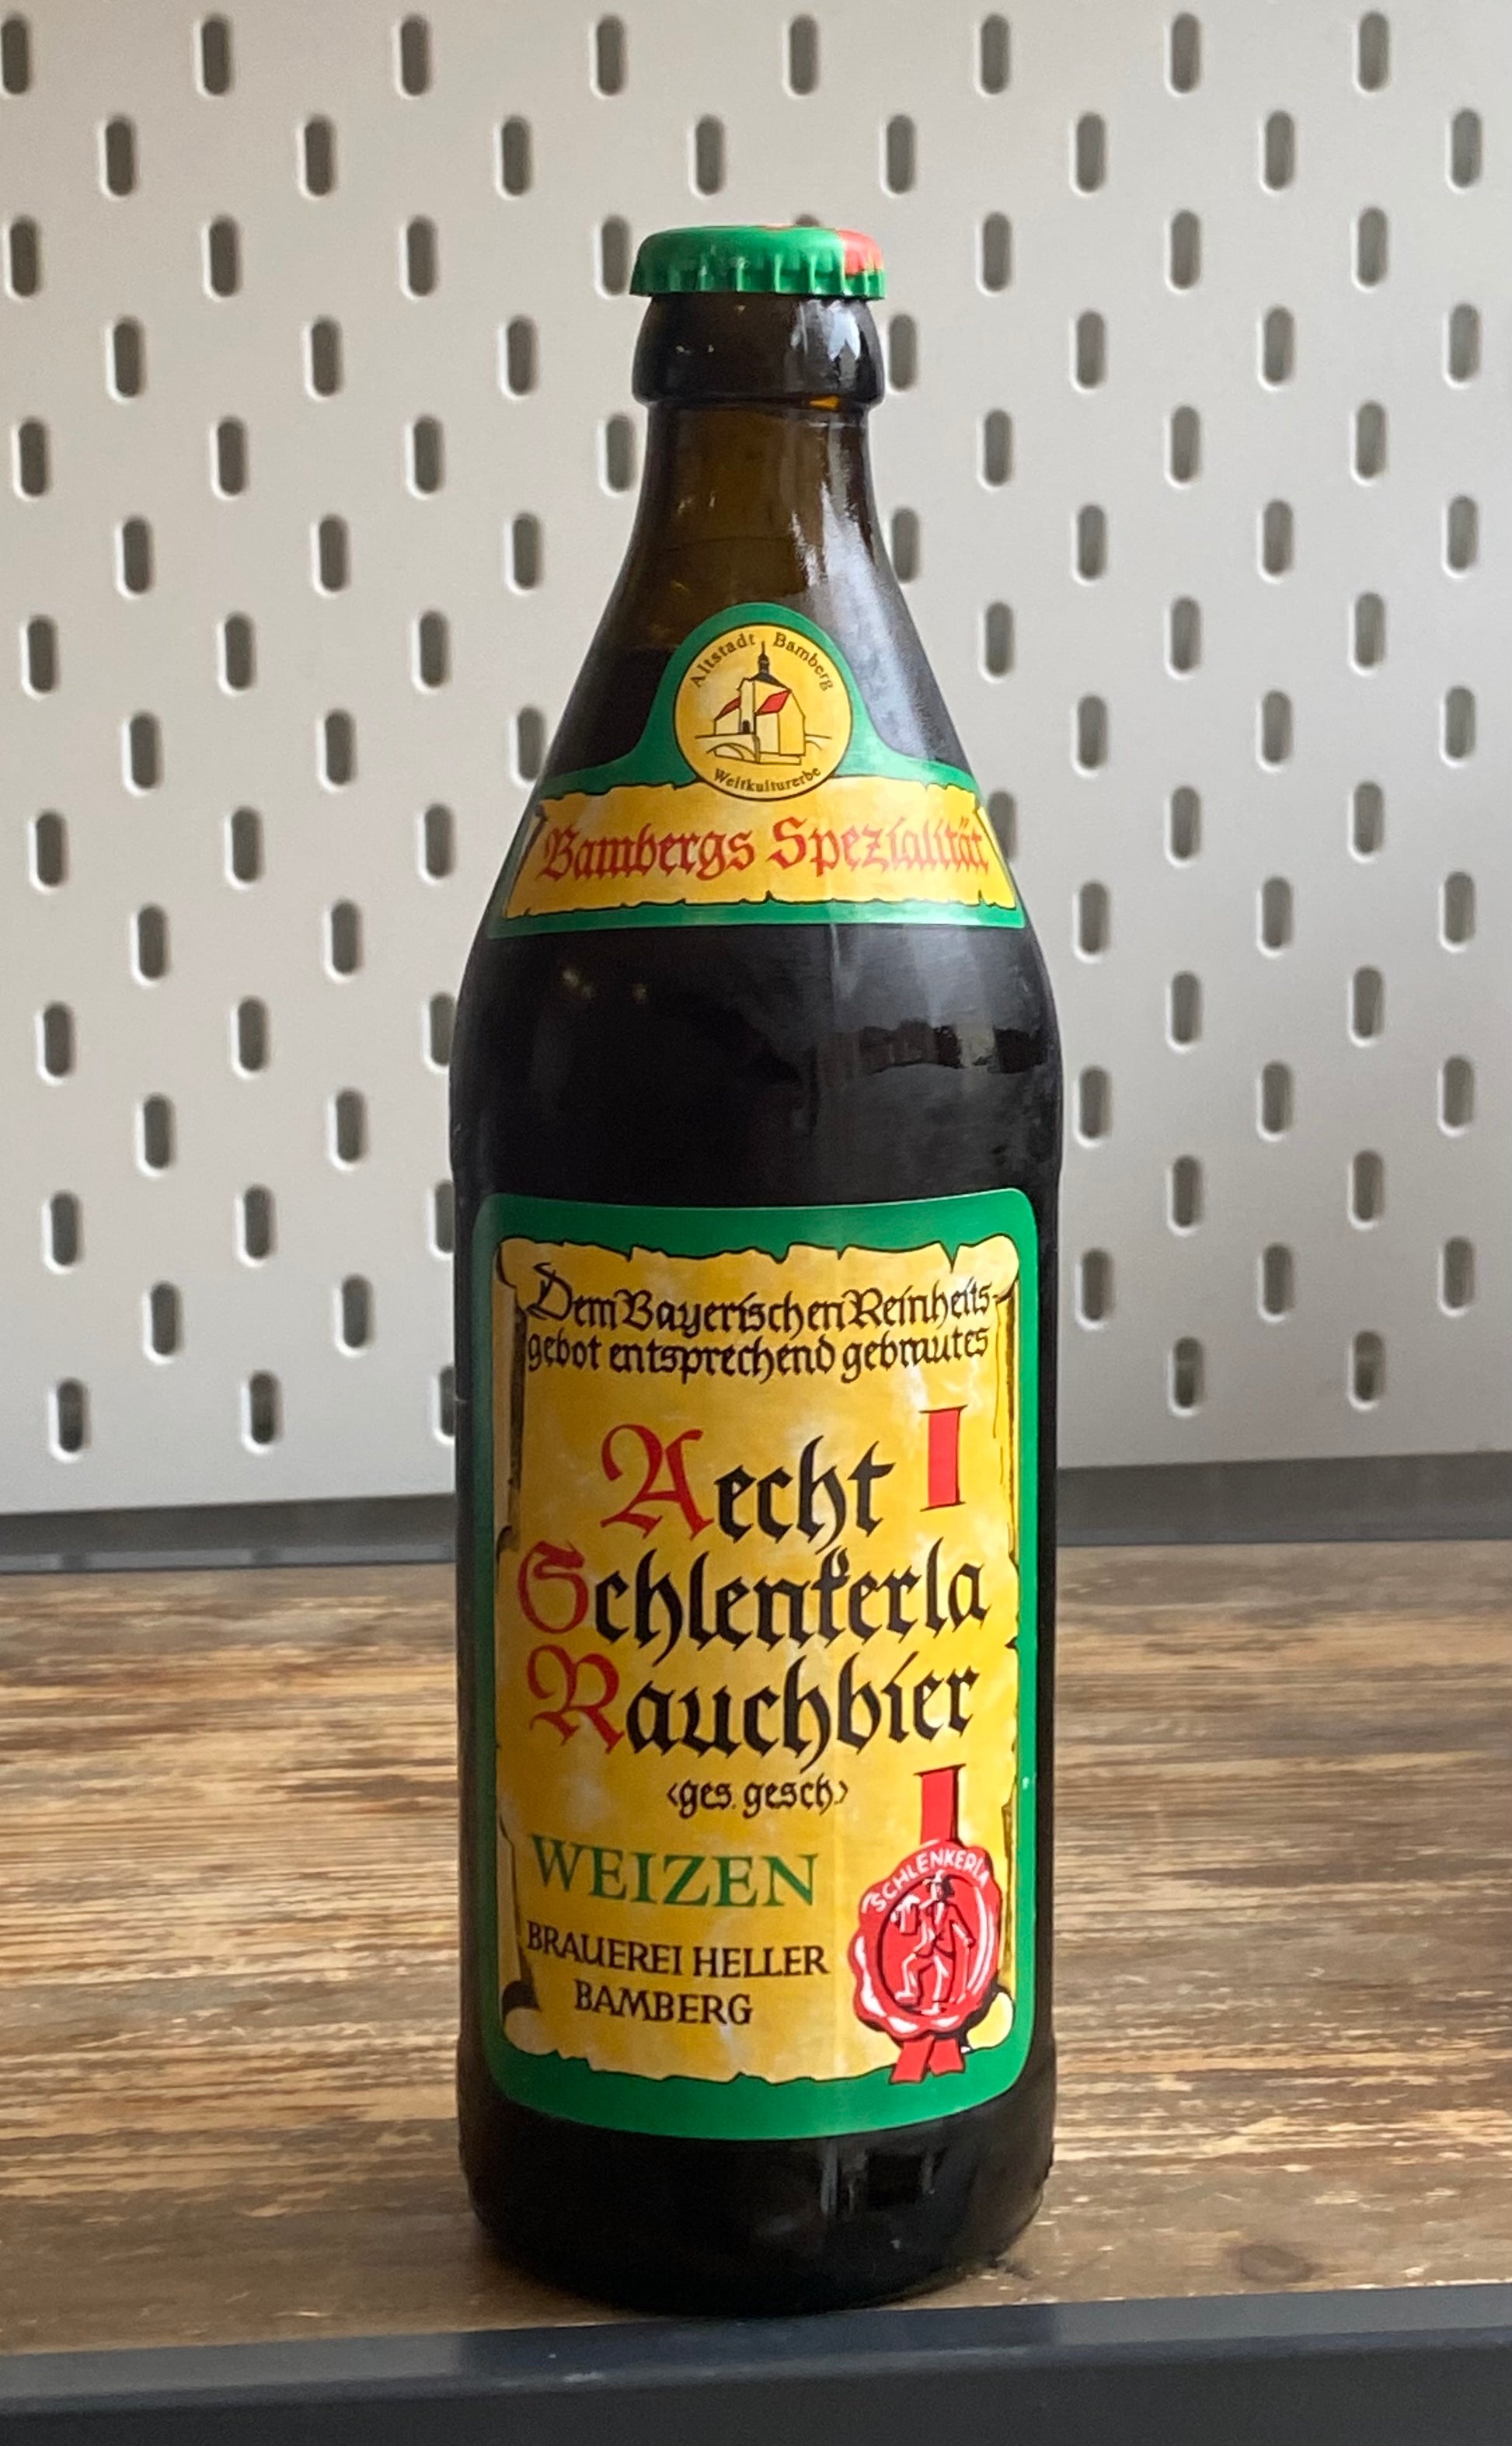 Altstadt Bamberg
Weltkulturerbe
Bambergs Spezialität
Dem Bayerischen Reinheits-
gebot entsprechend gebrautes
Aecht
Schlenkerla
Rauchbier
<ges. gesch.>
WEIZEN
SCHLENKERLA
BRAUEREI HELLER
BAMBERG